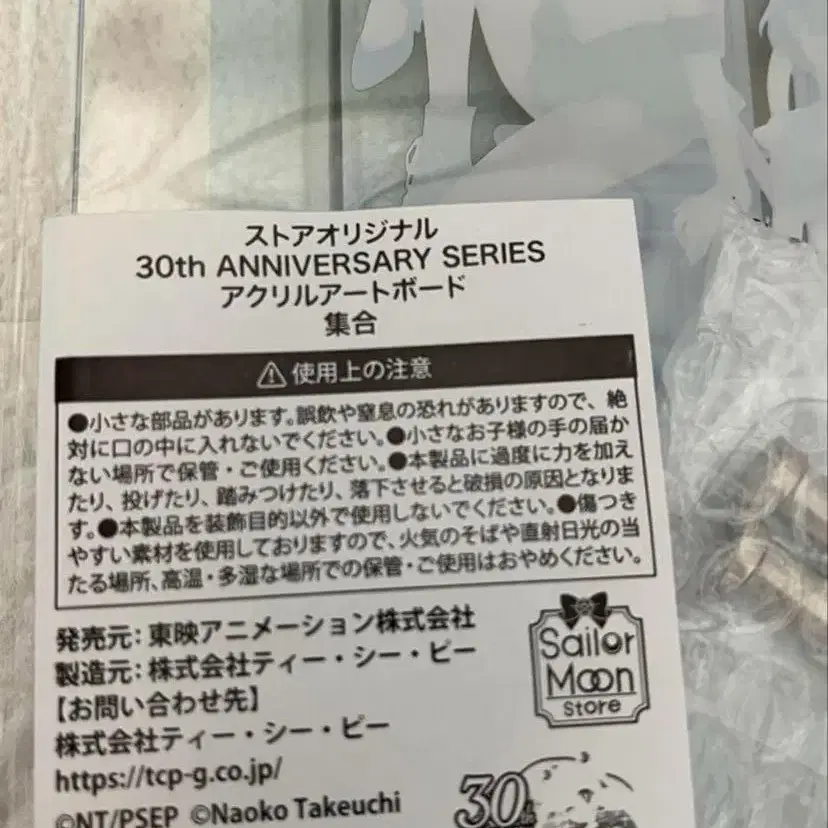 ストアオリジナル
30th ANNIVERSARY SERIES
アクリルアートボード
集合
⚠使用上の注意
●小さな部品があります。誤飲や窒息の恐れがありますので、絶
対に口の中に入れないでください。●小さなお子様の手の届か
ない場所で保管・ご使用ください。●本製品に過度に力を加え
たり、投げたり、踏みつけたり、落下させると破損の原因となりま
す。●本製品を装飾目的以外で使用しないでください。●傷つき
やすい素材を使用しておりますので、火気のそばや直射日光の当
たる場所、高温・多湿な場所での保管・ご使用はおやめください。
発売元：東映アニメーション株式会社
製造元：株式会社ティー・シー・ピー
【お問い合わせ先】
株式会社ティー・シー・ピー
https://tcp-g.co.jp/
©NT/PSEP ©Naoko Takeuchi
Sailor
Moon
Store
30th